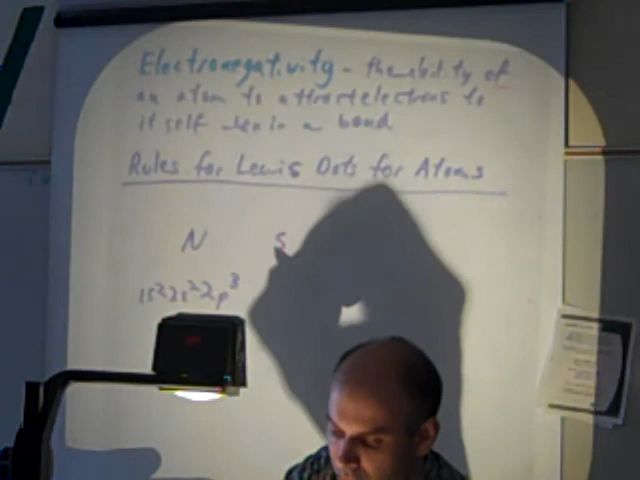 Electronegativity - the ability of
an atom to attract electrons to
itself when in a bond
Rules for Lewis Dots for Atoms
N S
1s²2s²2p³